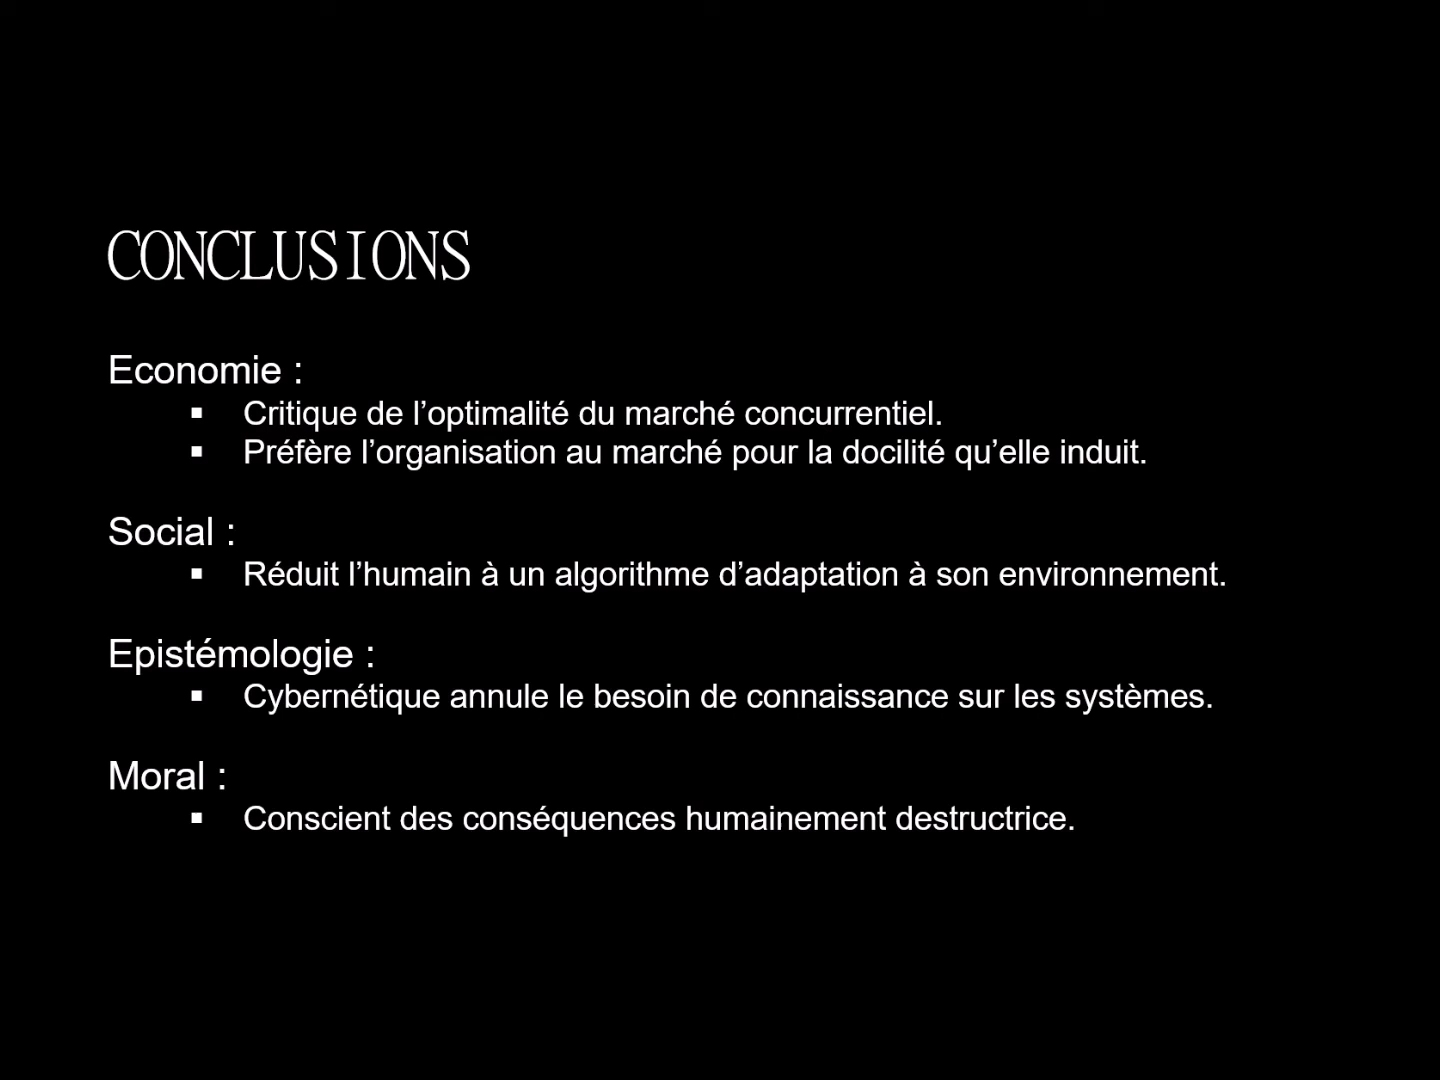 CONCLUSIONS
Economie :
▪ Critique de l’optimalité du marché concurrentiel.
▪ Préfère l’organisation au marché pour la docilité qu’elle induit.
Social :
▪ Réduit l’humain à un algorithme d’adaptation à son environnement.
Epistémologie :
▪ Cybernétique annule le besoin de connaissance sur les systèmes.
Moral :
▪ Conscient des conséquences humainement destructrice.